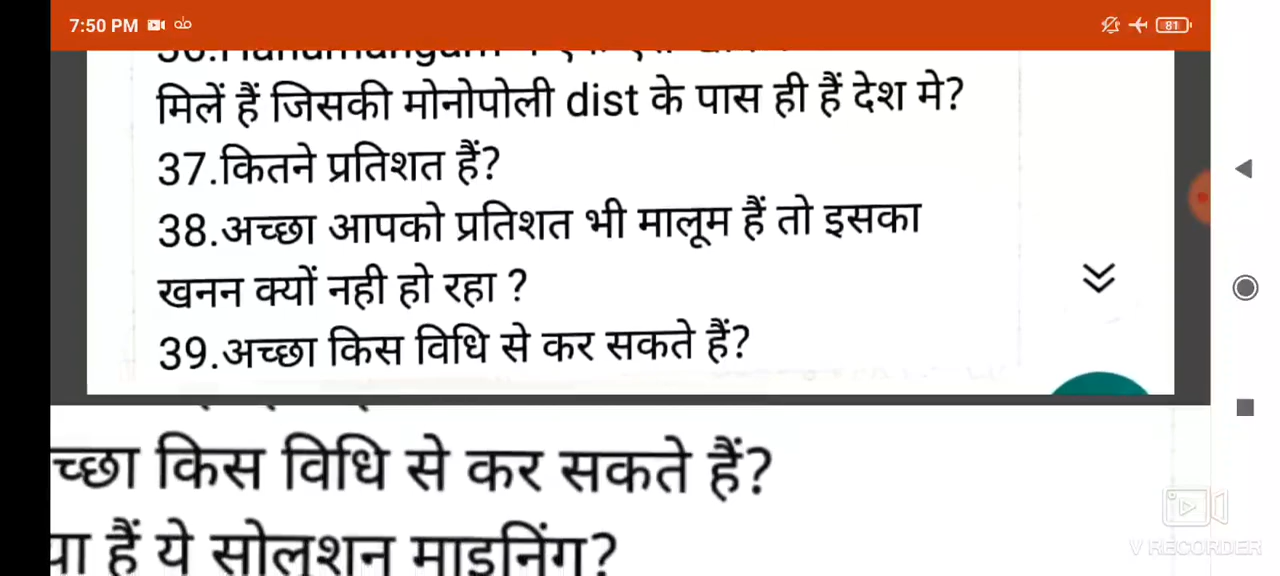 7:50 PM
81
मिलें हैं जिसकी मोनोपोली dist के पास ही हैं देश मे?
37.कितने प्रतिशत हैं?
38.अच्छा आपको प्रतिशत भी मालूम हैं तो इसका
खनन क्यों नही हो रहा ?
39.अच्छा किस विधि से कर सकते हैं?
च्छा किस विधि से कर सकते हैं?
या हैं ये सोलुशन माइनिंग?
V RECORDER